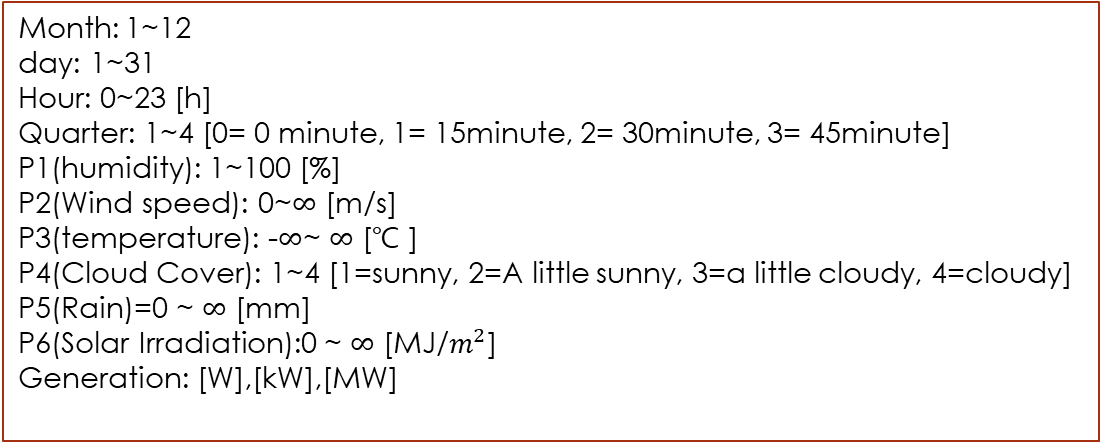 Month: 1~12
day: 1~31
Hour: 0~23 [h]
Quarter: 1~4 [0= 0 minute, 1= 15minute, 2= 30minute, 3= 45minute]
P1(humidity): 1~100 [%]
P2(Wind speed): 0~∞ [m/s]
P3(temperature): -∞~ ∞ [℃ ]
P4(Cloud Cover): 1~4 [1=sunny, 2=A little sunny, 3=a little cloudy, 4=cloudy]
P5(Rain)=0 ~ ∞ [mm]
P6(Solar Irradiation):0 ~ ∞ [MJ/m²]
Generation: [W],[kW],[MW]